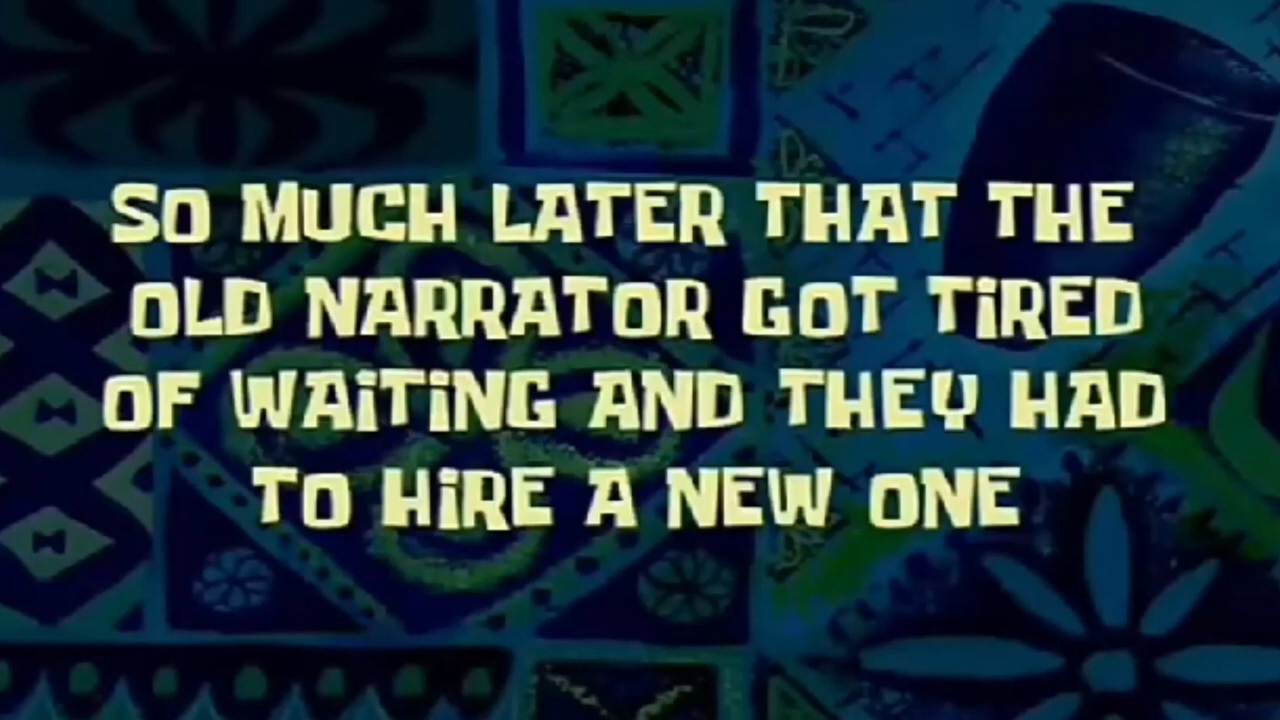 SO MUCH LATER THAT THE
OLD NARRATOR GOT TiRED
OF WAiTiNG AND THEY HAD
TO HiRE A NEW ONE